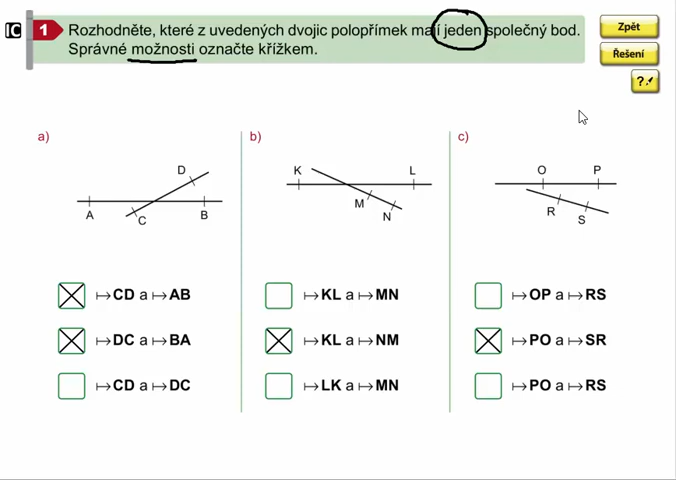 1 Rozhodněte, které z uvedených dvojic polopřímek mají jeden společný bod.
Správné možnosti označte křížkem.
Zpět
Řešení
?
a)
b)
c)
D
A
C
B
K
L
M
N
O
P
R
S
↦CD a ↦AB
↦DC a ↦BA
↦CD a ↦DC
↦KL a ↦MN
↦KL a ↦NM
↦LK a ↦MN
↦OP a ↦RS
↦PO a ↦SR
↦PO a ↦RS